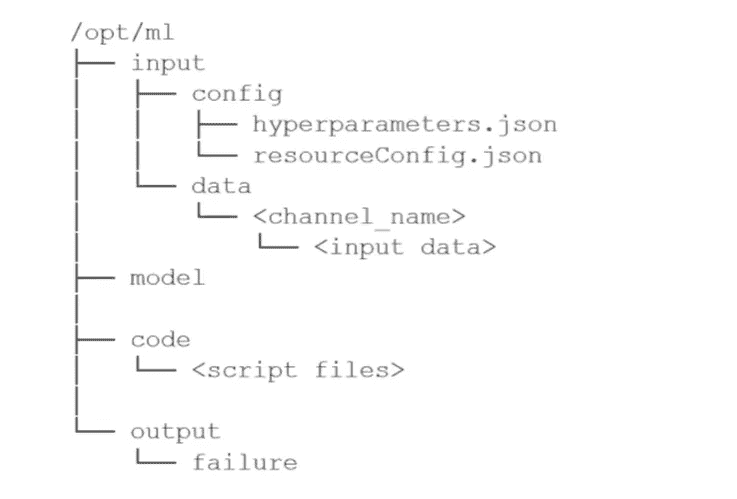 /opt/ml
├── input
│   ├── config
│   │   ├── hyperparameters.json
│   │   └── resourceConfig.json
│   └── data
│       └── <channel_name>
│           └── <input data>
├── model
│
├── code
│   └── <script files>
│
└── output
    └── failure